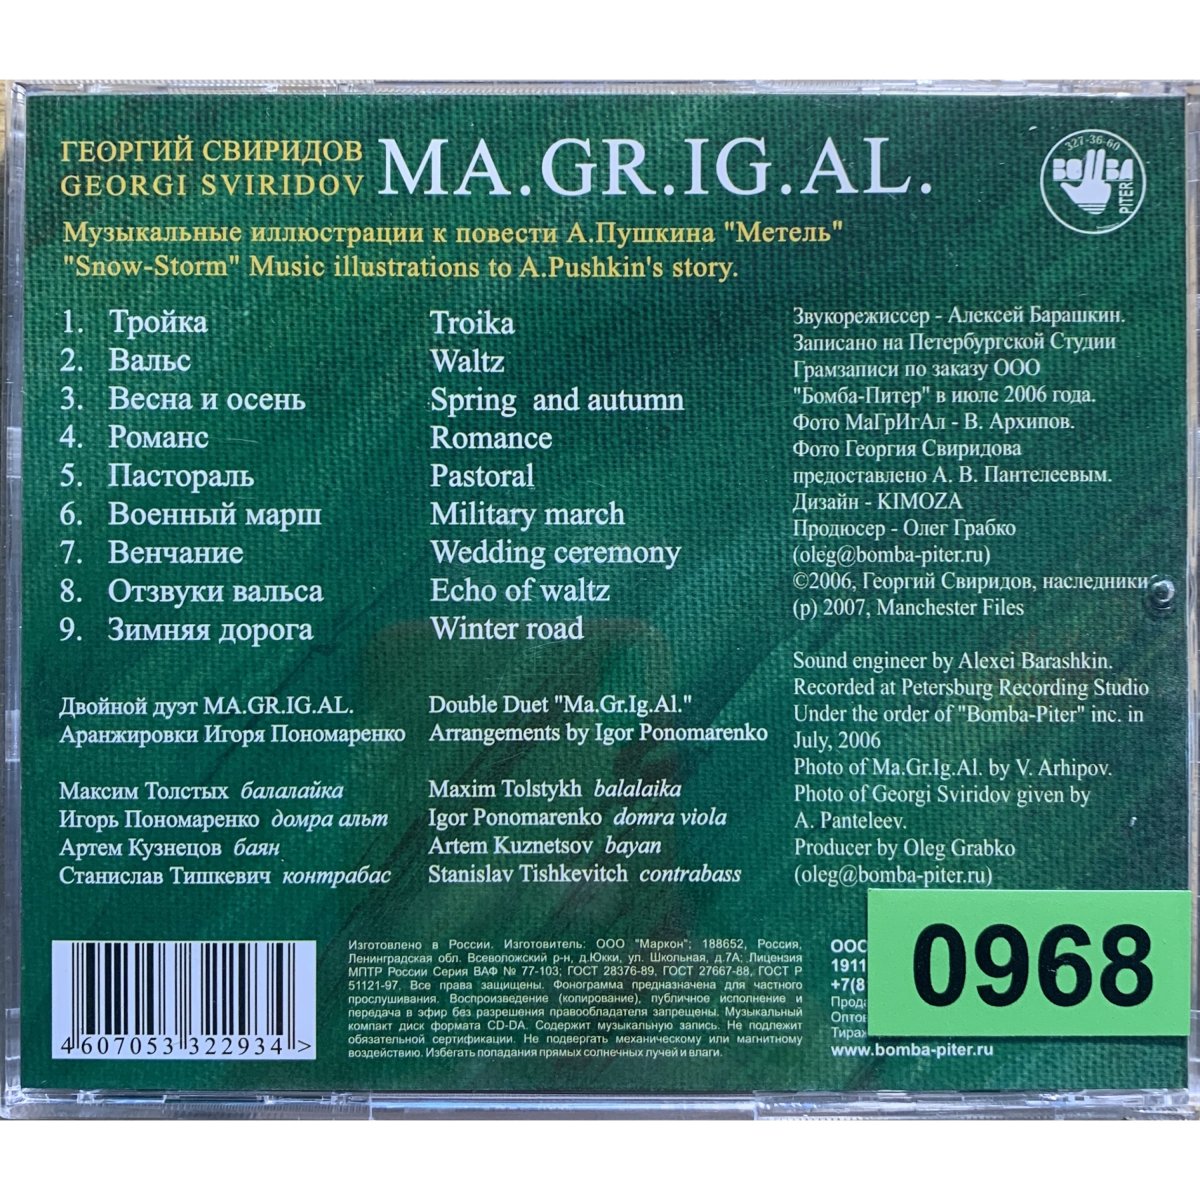 ГЕОРГИЙ СВИРИДОВ
GEORGI SVIRIDOV
MA.GR.IG.AL.
327-36-60
BOMBA
PITER
Музыкальные иллюстрации к повести А.Пушкина "Метель"
"Snow-Storm" Music illustrations to A.Pushkin's story.
1. Тройка Troika
2. Вальс Waltz
3. Весна и осень Spring and autumn
4. Романс Romance
5. Пастораль Pastoral
6. Военный марш Military march
7. Венчание Wedding ceremony
8. Отзвуки вальса Echo of waltz
9. Зимняя дорога Winter road
Двойной дуэт MA.GR.IG.AL.
Аранжировки Игоря Пономаренко
Double Duet "Ma.Gr.Ig.Al."
Arrangements by Igor Ponomarenko
Максим Толстых балалайка
Игорь Пономаренко домра альт
Артем Кузнецов баян
Станислав Тишкевич контрабас
Maxim Tolstykh balalaika
Igor Ponomarenko domra viola
Artem Kuznetsov bayan
Stanislav Tishkevitch contrabass
Звукорежиссер - Алексей Барашкин.
Записано на Петербургской Студии
Грамзаписи по заказу ООО
"Бомба-Питер" в июле 2006 года.
Фото МаГрИгАл - В. Архипов.
Фото Георгия Свиридова
предоставлено А. В. Пантелеевым.
Дизайн - KIMOZA
Продюсер - Олег Грабко
(oleg@bomba-piter.ru)
©2006, Георгий Свиридов, наследники
(p) 2007, Manchester Files
Sound engineer by Alexei Barashkin.
Recorded at Petersburg Recording Studio
Under the order of "Bomba-Piter" inc. in
July, 2006
Photo of Ma.Gr.Ig.Al. by V. Arhipov.
Photo of Georgi Sviridov given by
A. Panteleev.
Producer by Oleg Grabko
(oleg@bomba-piter.ru)
4 607053 322934 >
Изготовлено в России. Изготовитель: ООО "Маркон"; 188652, Россия,
Ленинградская обл. Всеволожский р-н, д.Юкки, ул. Школьная, д.7А; Лицензия
МПТР России Серия ВАФ № 77-103; ГОСТ 28376-89, ГОСТ 27667-88, ГОСТ Р
51121-97. Все права защищены. Фонограмма предназначена для частного
прослушивания. Воспроизведение (копирование), публичное исполнение и
передача в эфир без разрешения правообладателя запрещены. Музыкальный
компакт диск формата CD-DA. Содержит музыкальную запись. Не подлежит
обязательной сертификации. Не подвергать механическому или магнитному
воздействию. Избегать попадания прямых солнечных лучей и влаги.
ООО
1911
+7(8
Прода
Оптов
Тираж
www.bomba-piter.ru
0968